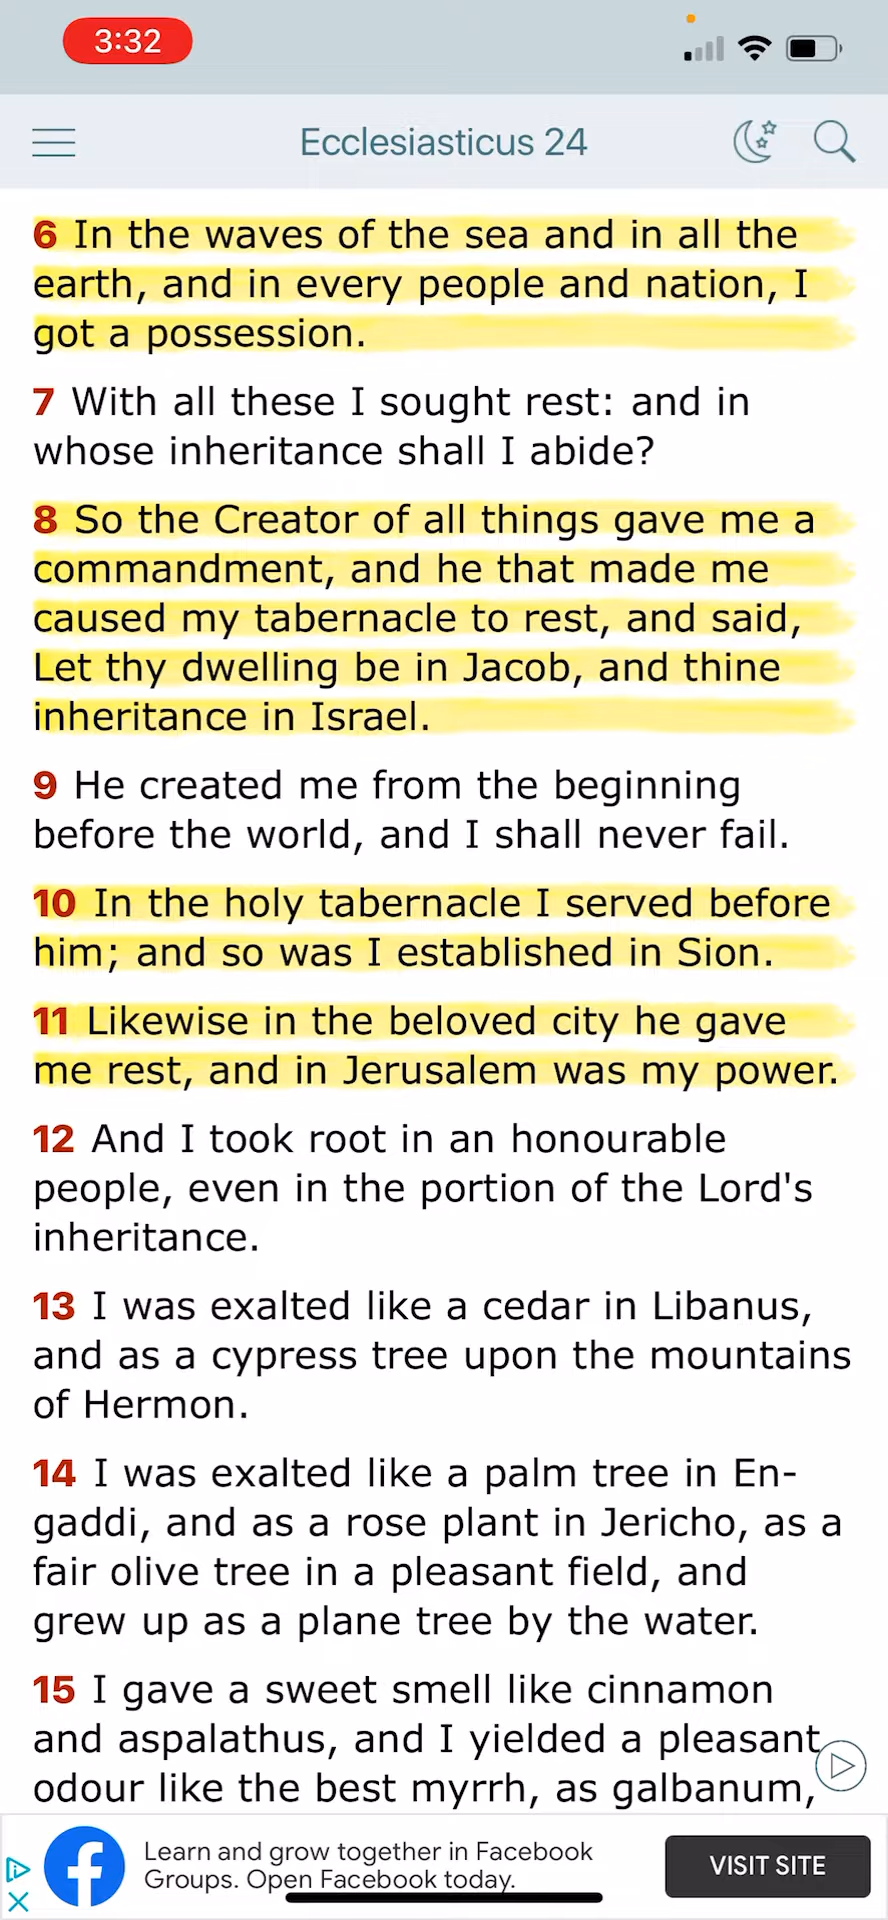 3:32
Ecclesiasticus 24
6 In the waves of the sea and in all the
earth, and in every people and nation, I
got a possession.
7 With all these I sought rest: and in
whose inheritance shall I abide?
8 So the Creator of all things gave me a
commandment, and he that made me
caused my tabernacle to rest, and said,
Let thy dwelling be in Jacob, and thine
inheritance in Israel.
9 He created me from the beginning
before the world, and I shall never fail.
10 In the holy tabernacle I served before
him; and so was I established in Sion.
11 Likewise in the beloved city he gave
me rest, and in Jerusalem was my power.
12 And I took root in an honourable
people, even in the portion of the Lord's
inheritance.
13 I was exalted like a cedar in Libanus,
and as a cypress tree upon the mountains
of Hermon.
14 I was exalted like a palm tree in En-
gaddi, and as a rose plant in Jericho, as a
fair olive tree in a pleasant field, and
grew up as a plane tree by the water.
15 I gave a sweet smell like cinnamon
and aspalathus, and I yielded a pleasant
odour like the best myrrh, as galbanum,
Learn and grow together in Facebook
Groups. Open Facebook today.
VISIT SITE